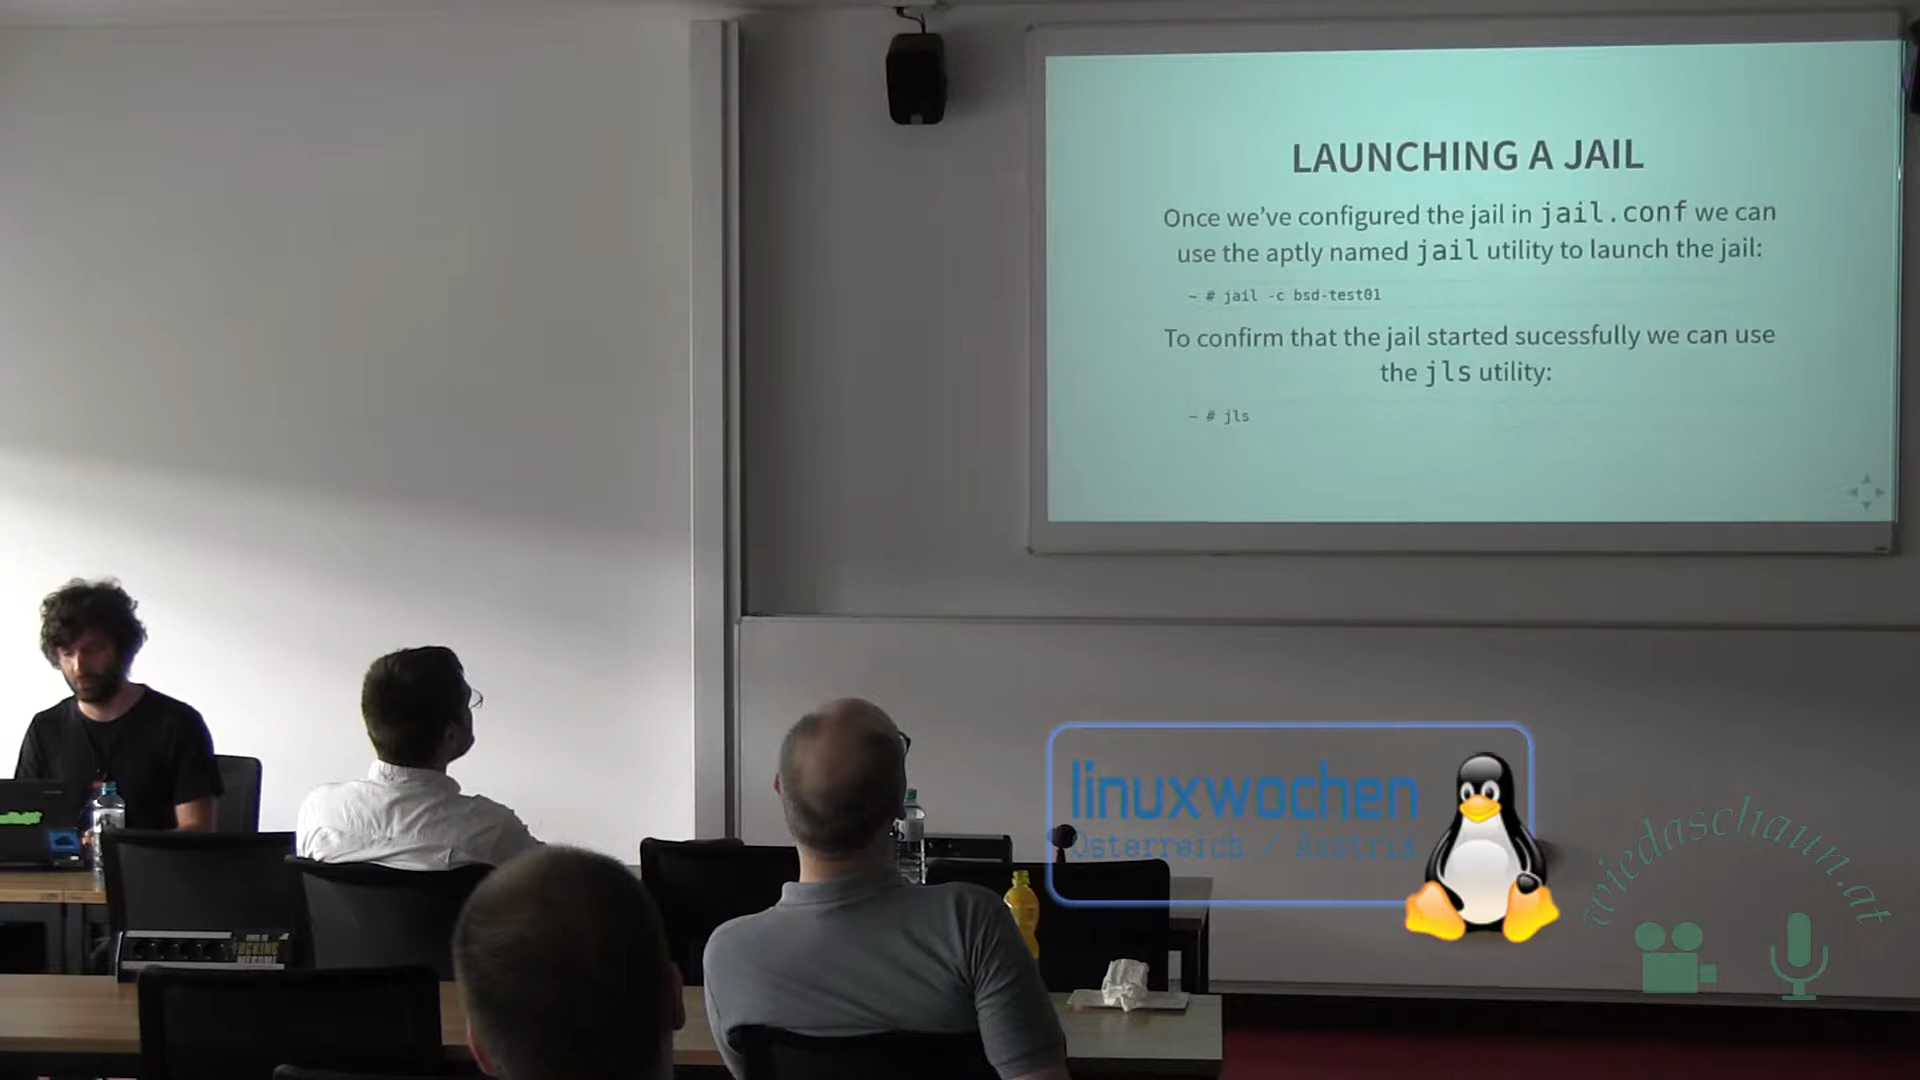 LAUNCHING A JAIL
Once we've configured the jail in jail.conf we can
use the aptly named jail utility to launch the jail:
~ # jail -c bsd-test01
To confirm that the jail started sucessfully we can use
the jls utility:
~ # jls
linuxwochen
Österreich / Austria
wiedaschaun.at